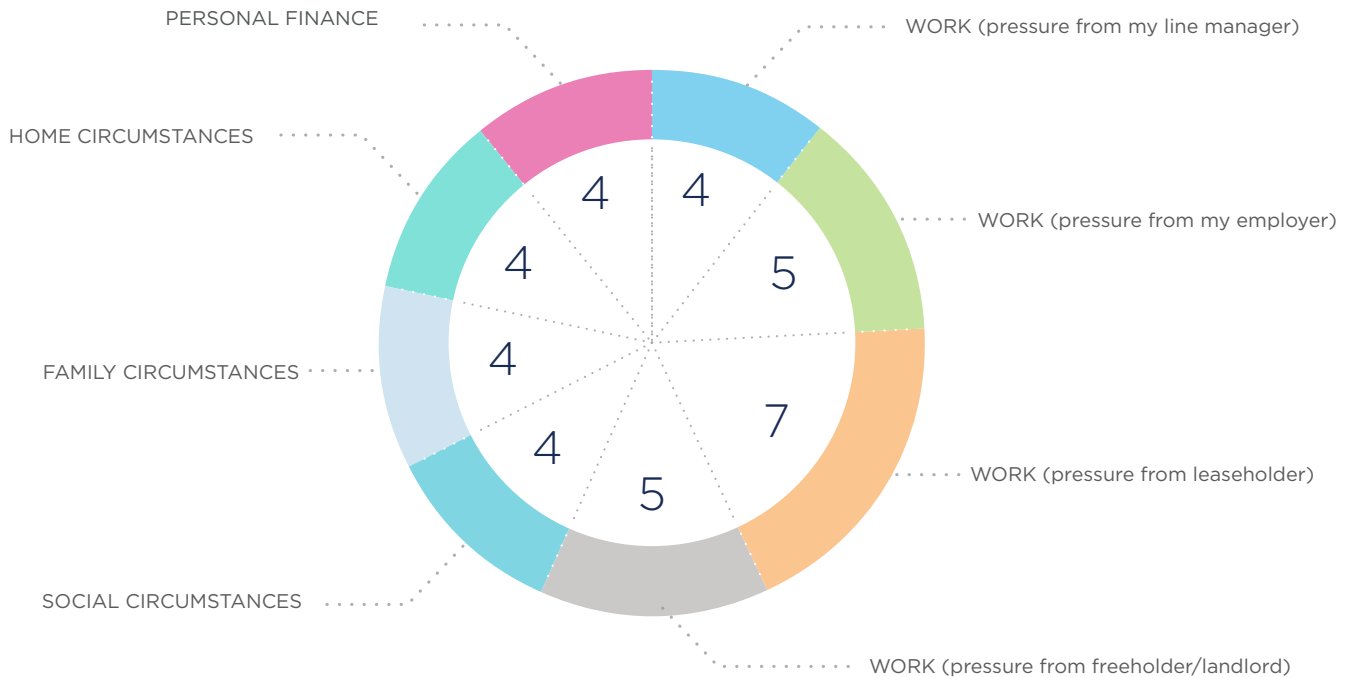 PERSONAL FINANCE
WORK (pressure from my line manager)
HOME CIRCUMSTANCES
4
4
WORK (pressure from my employer)
4
5
FAMILY CIRCUMSTANCES
4
7
4
WORK (pressure from leaseholder)
5
SOCIAL CIRCUMSTANCES
WORK (pressure from freeholder/landlord)